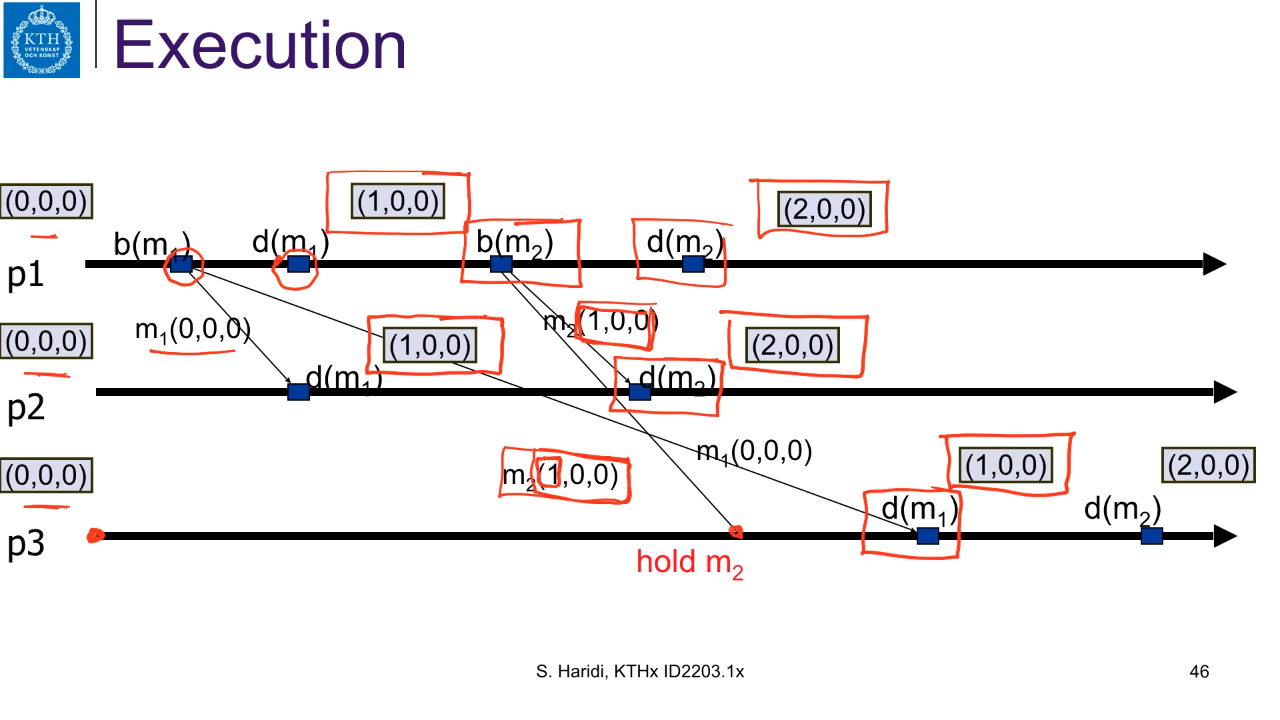 KTH
VETENSKAP
OCH KONST
Execution
(0,0,0)
(1,0,0)
(2,0,0)
b(m1)
d(m1)
b(m2)
d(m2)
p1
m1(0,0,0)
m2(1,0,0)
(0,0,0)
(1,0,0)
(2,0,0)
d(m1)
d(m2)
p2
m1(0,0,0)
(0,0,0)
m2(1,0,0)
(1,0,0)
(2,0,0)
d(m1)
d(m2)
p3
hold m2
S. Haridi, KTHx ID2203.1x
46